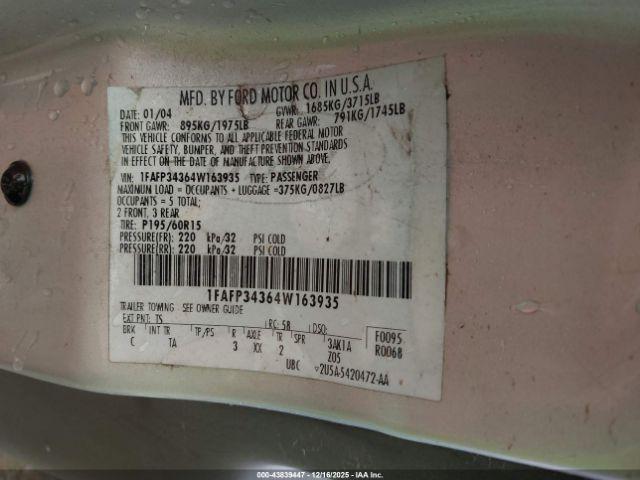 MFD. BY FORD MOTOR CO. IN U.S.A.
DATE: 01/04 GVWR: 1685KG/3715LB
FRONT GAWR: 895KG/1975LB REAR GAWR: 791KG/1745LB
THIS VEHICLE CONFORMS TO ALL APPLICABLE FEDERAL MOTOR
VEHICLE SAFETY, BUMPER, AND THEFT PREVENTION STANDARDS
IN EFFECT ON THE DATE OF MANUFACTURE SHOWN ABOVE.
VIN: 1FAFP34364W163935 TYPE: PASSENGER
MAXIMUM LOAD = OCCUPANTS + LUGGAGE =375KG/0827LB
OCCUPANTS = 5 TOTAL;
2 FRONT, 3 REAR
TIRE: P195/60R15
PRESSURE(FR) 220 kPa/32 PSI COLD
PRESSURE(RR) 220 kPa/32 PSI COLD
1FAFP34364W163935
TRAILER TOWING - SEE OWNER GUIDE
EXT PNT: TS RC: 58 DSO: F0095
BRK INT TR TP/PS R AXLE TR SPR 3AK1A R0068
C TA 3 XX 2 Z05
UBC ▽2U5A-5420472-AA
000-43839447 - 12/16/2025 - IAA Inc.